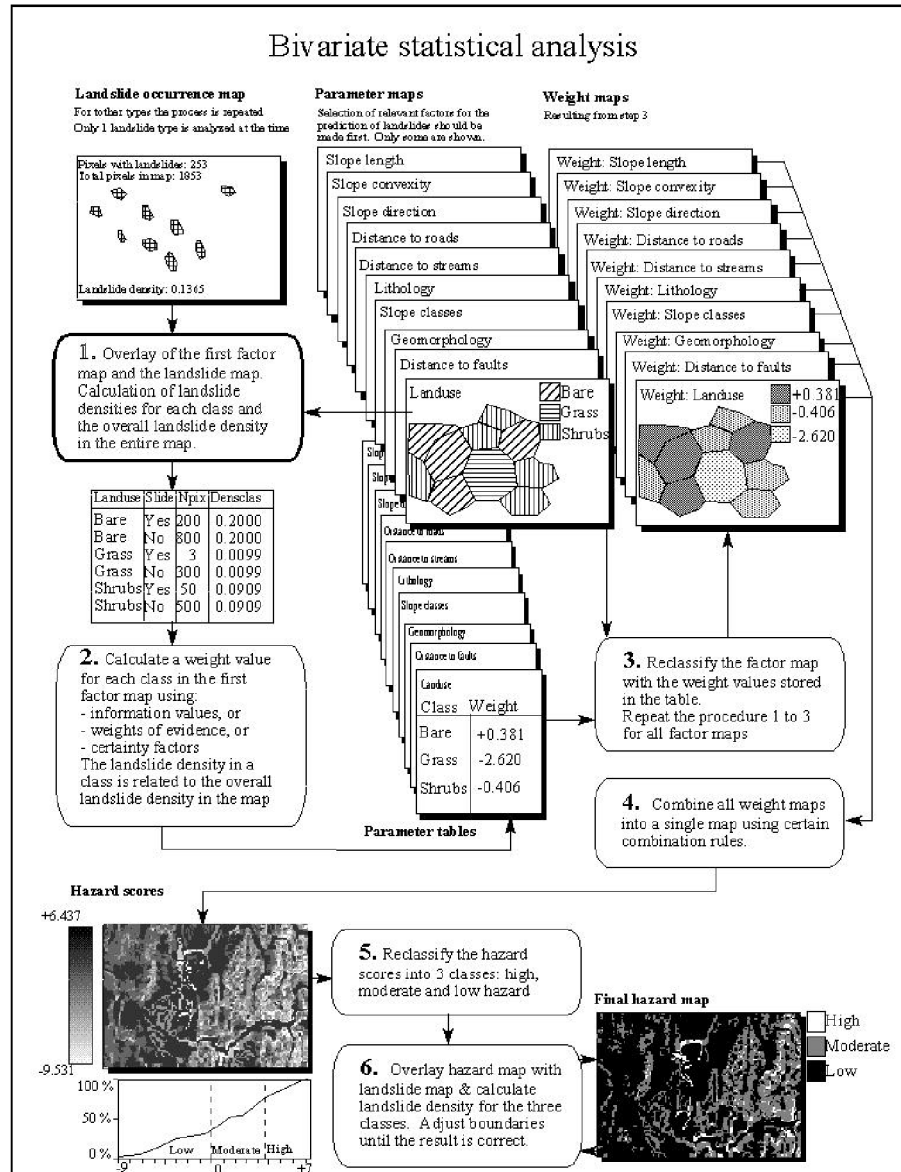 Bivariate statistical analysis
Landslide occurrence map
For tother types the process is repeated
Only 1 landslide type is analyzed at the time
Pixels with landslides: 253
Total pixels in map: 1853
Landslide density: 0.1365
Parameter maps
Selection of relevant factors for the
prediction of landslides should be
made first. Only some are shown.
Slope length
Slope convexity
Slope direction
Distance to roads
Distance to streams
Lithology
Slope classes
Geomorphology
Distance to faults
Landuse
Bare
Grass
Shrubs
Weight maps
Resulting from step 3
Weight: Slope length
Weight: Slope convexity
Weight: Slope direction
Weight: Distance to roads
Weight: Distance to streams
Weight: Lithology
Weight: Slope classes
Weight: Geomorphology
Weight: Distance to faults
Weight: Landuse
+0.381
-0.406
-2.620
1. Overlay of the first factor
map and the landslide map.
Calculation of landslide
densities for each class and
the overall landslide density
in the entire map.
Landuse Slide Npix Densclas
Bare Yes 200 0.2000
Bare No 800 0.2000
Grass Yes 3 0.0099
Grass No 300 0.0099
Shrubs Yes 50 0.0909
Shrubs No 500 0.0909
2. Calculate a weight value
for each class in the first
factor map using:
- information values, or
- weights of evidence, or
- certainty factors
The landslide density in a
class is related to the overall
landslide density in the map
Distance to roads
Distance to streams
Lithology
Slope classes
Geomorphology
Distance to faults
Landuse
Class Weight
Bare +0.381
Grass -2.620
Shrubs -0.406
Parameter tables
3. Reclassify the factor map
with the weight values stored
in the table.
Repeat the procedure 1 to 3
for all factor maps
4. Combine all weight maps
into a single map using certain
combination rules.
Hazard scores
+6.437
-9.531
100 %
50 %
0 %
Low Moderate High
-9 0 +7
5. Reclassify the hazard
scores into 3 classes: high,
moderate and low hazard
6. Overlay hazard map with
landslide map & calculate
landslide density for the three
classes. Adjust boundaries
until the result is correct.
Final hazard map
High
Moderate
Low